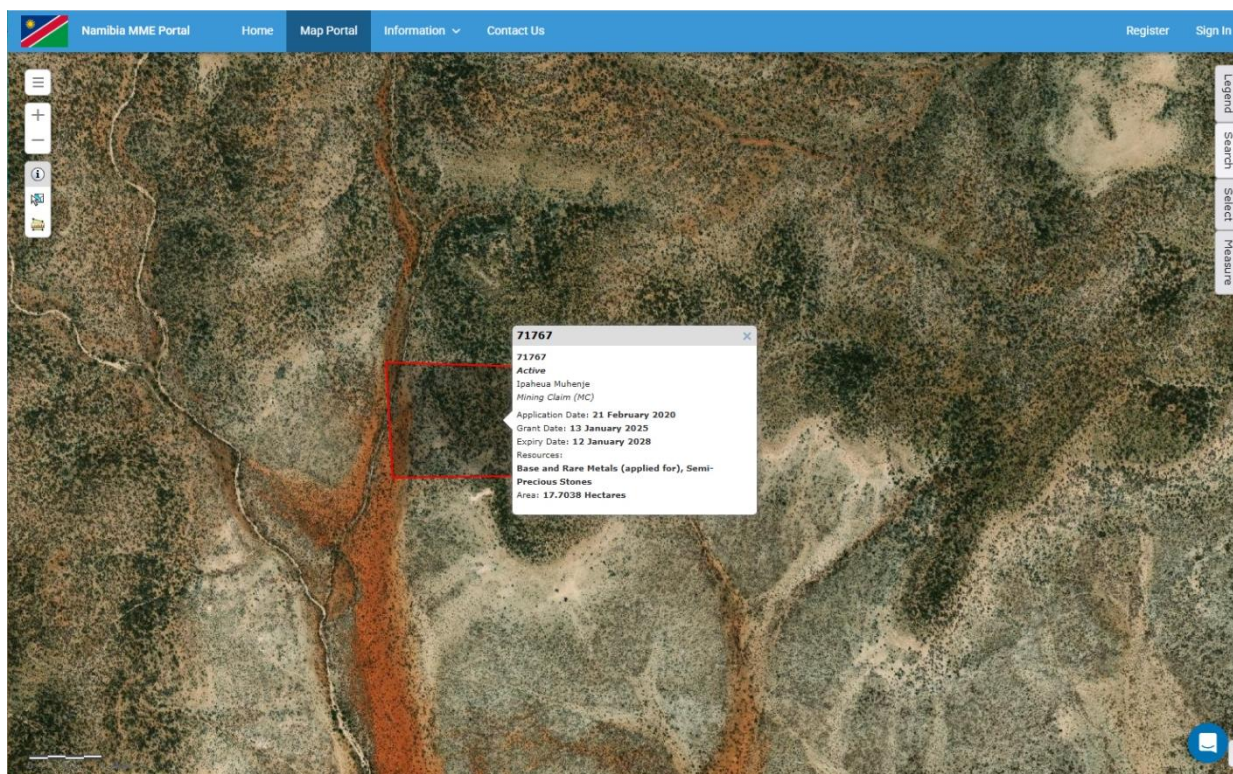 Namibia MME Portal Home Map Portal Information Contact Us Register Sign In
Legend
Search
Select
Measure
71767
71767
Active
Ipaheua Muhenje
Mining Claim (MC)
Application Date: 21 February 2020
Grant Date: 13 January 2025
Expiry Date: 12 January 2028
Resources:
Base and Rare Metals (applied for), Semi-
Precious Stones
Area: 17.7038 Hectares